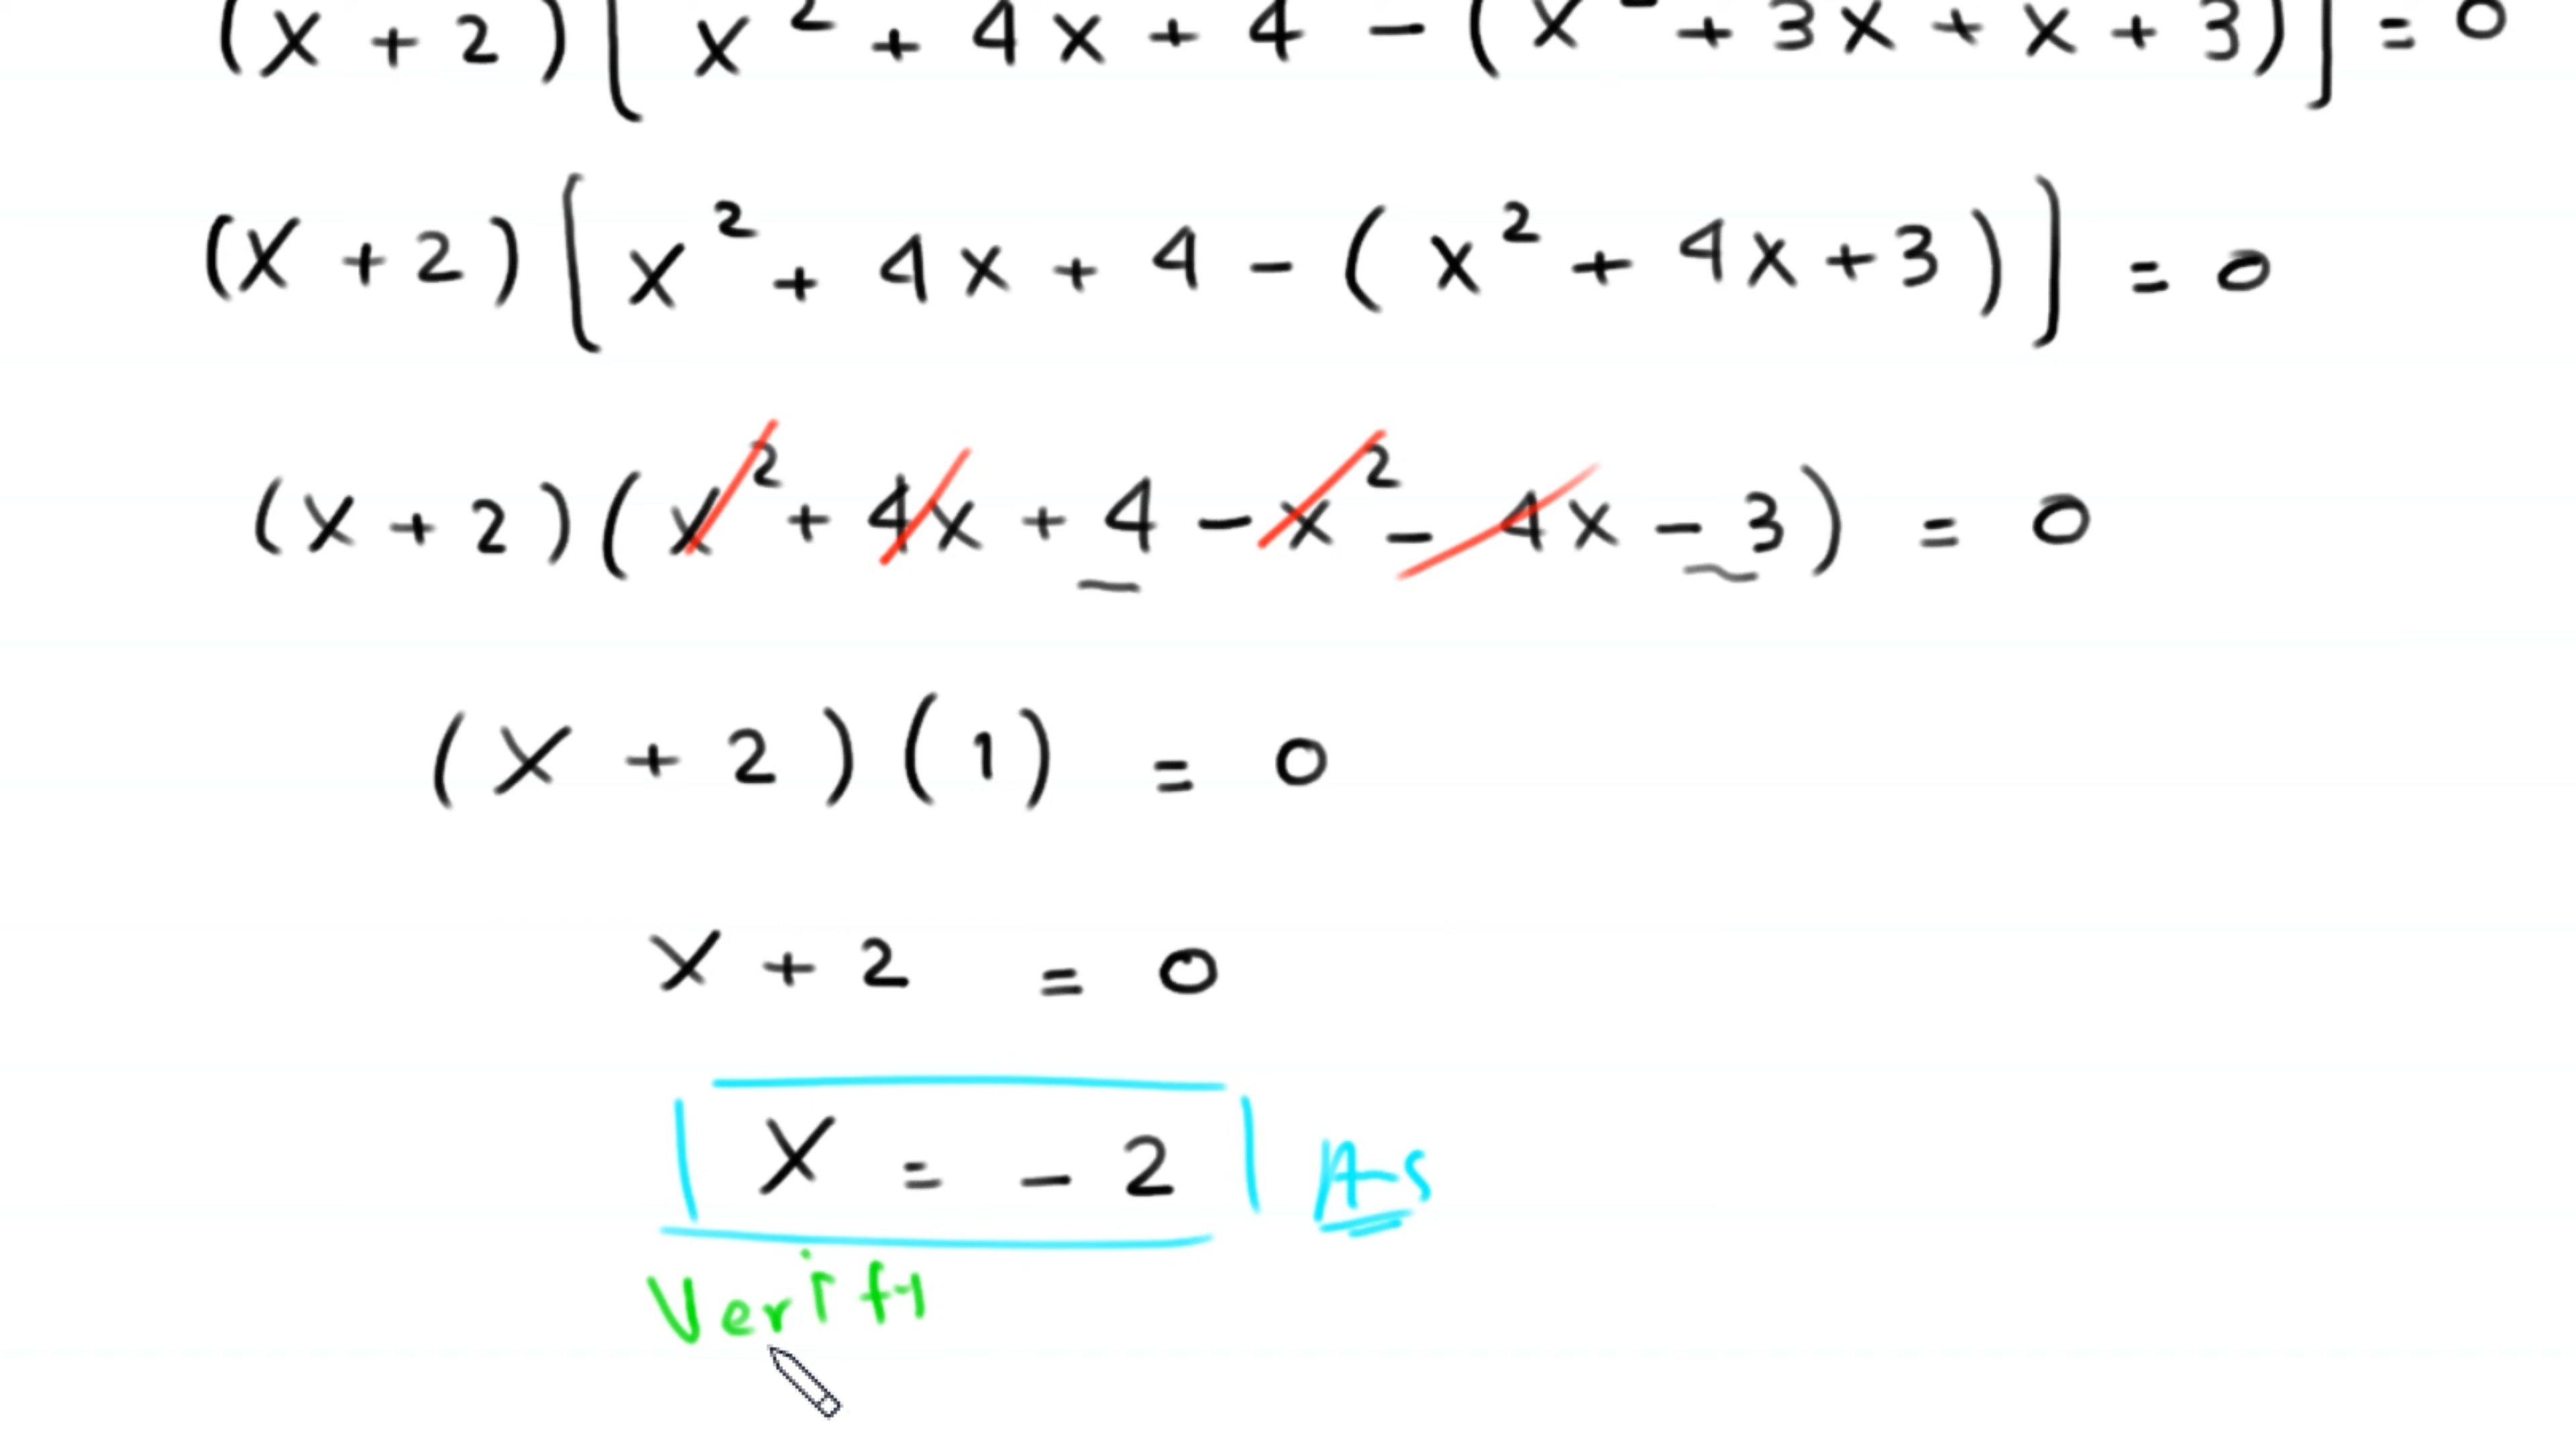 (x + 2)[x² + 4x + 4 - (x² + 3x + x + 3)] = 0
(x + 2)[x² + 4x + 4 - (x² + 4x + 3)] = 0
(x + 2)(x² + 4x + 4 - x² - 4x - 3) = 0
(x + 2)(1) = 0
x + 2 = 0
x = - 2 As
Verify